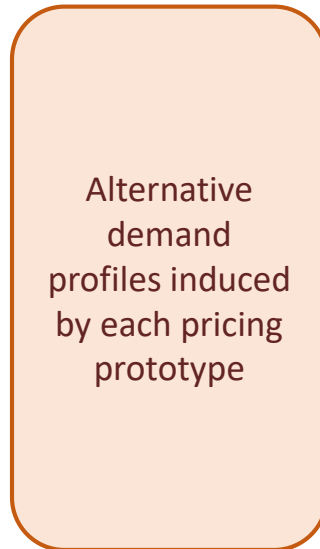 Alternative
demand
profiles induced
by each pricing
prototype